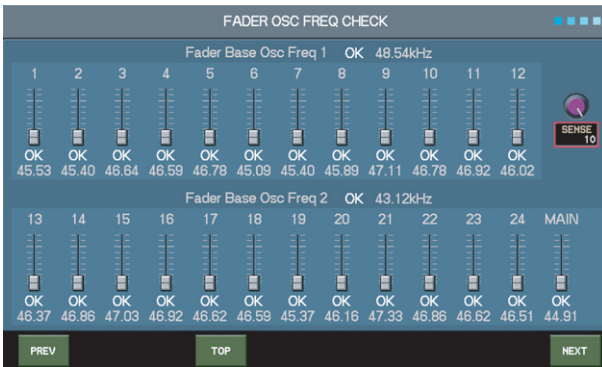 FADER OSC FREQ CHECK
Fader Base Osc Freq 1 OK 48.54kHz
1 2 3 4 5 6 7 8 9 10 11 12
SENSE
10
OK OK OK OK OK OK OK OK OK OK OK OK
45.53 45.40 46.64 46.59 46.78 45.09 45.40 45.89 47.11 46.78 46.92 46.02
Fader Base Osc Freq 2 OK 43.12kHz
13 14 15 16 17 18 19 20 21 22 23 24 MAIN
OK OK OK OK OK OK OK OK OK OK OK OK OK
46.37 46.86 47.03 46.92 46.62 46.59 45.37 46.16 47.33 46.86 46.62 46.51 44.91
PREV TOP NEXT